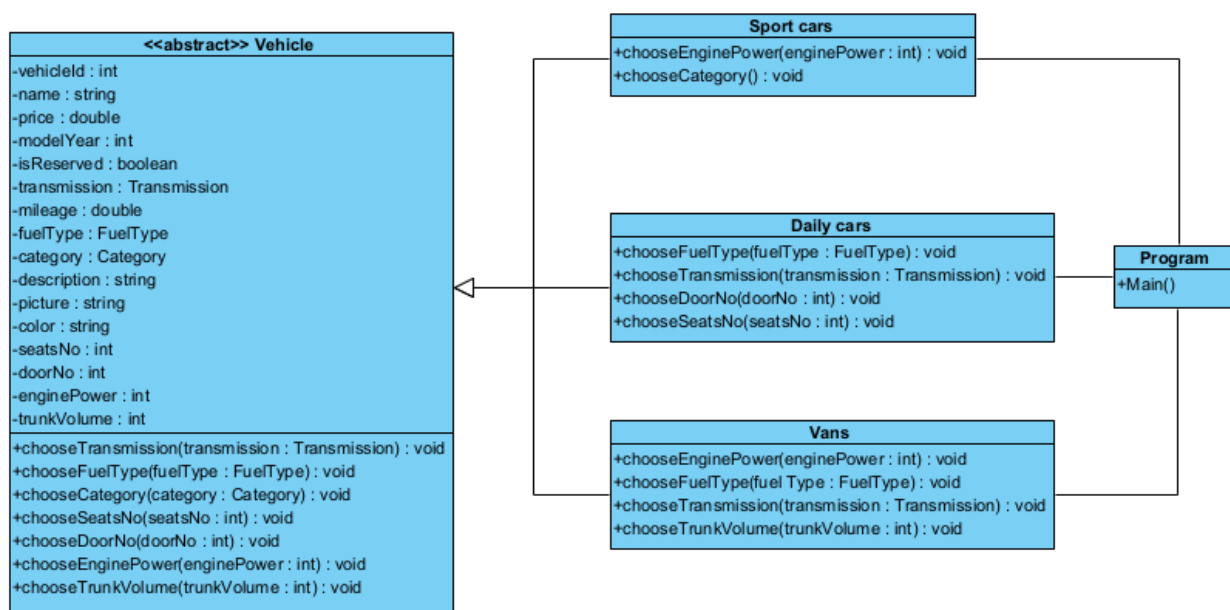 <<abstract>> Vehicle
-vehicleId : int
-name : string
-price : double
-modelYear : int
-isReserved : boolean
-transmission : Transmission
-mileage : double
-fuelType : FuelType
-category : Category
-description : string
-picture : string
-color : string
-seatsNo : int
-doorNo : int
-enginePower : int
-trunkVolume : int
+chooseTransmission(transmission : Transmission) : void
+chooseFuelType(fuelType : FuelType) : void
+chooseCategory(category : Category) : void
+chooseSeatsNo(seatsNo : int) : void
+chooseDoorNo(doorNo : int) : void
+chooseEnginePower(enginePower : int) : void
+chooseTrunkVolume(trunkVolume : int) : void
Sport cars
+chooseEnginePower(enginePower : int) : void
+chooseCategory() : void
Daily cars
+chooseFuelType(fuelType : FuelType) : void
+chooseTransmission(transmission : Transmission) : void
+chooseDoorNo(doorNo : int) : void
+chooseSeatsNo(seatsNo : int) : void
Vans
+chooseEnginePower(enginePower : int) : void
+chooseFuelType(fuel Type : FuelType) : void
+chooseTransmission(transmission : Transmission) : void
+chooseTrunkVolume(trunkVolume : int) : void
Program
+Main()